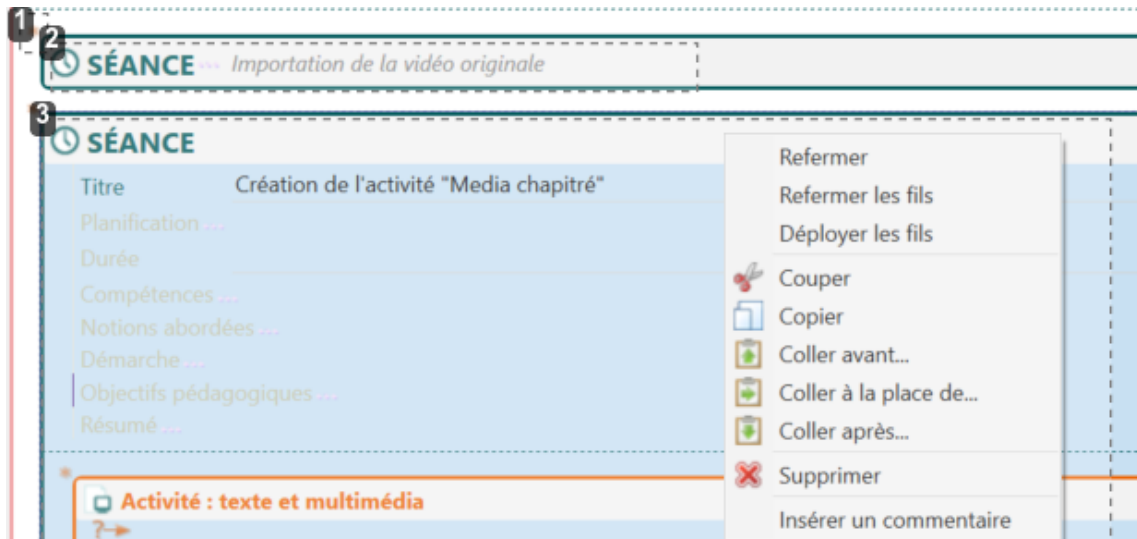 1
2
SÉANCE ... Importation de la vidéo originale
3
SÉANCE
Titre Création de l'activité "Media chapitré"
Planification ...
Durée
Compétences ...
Notions abordées ...
Démarche ...
Objectifs pédagogiques ...
Résumé ...
Activité : texte et multimédia
?
Refermer
Refermer les fils
Déployer les fils
Couper
Copier
Coller avant...
Coller à la place de...
Coller après...
Supprimer
Insérer un commentaire